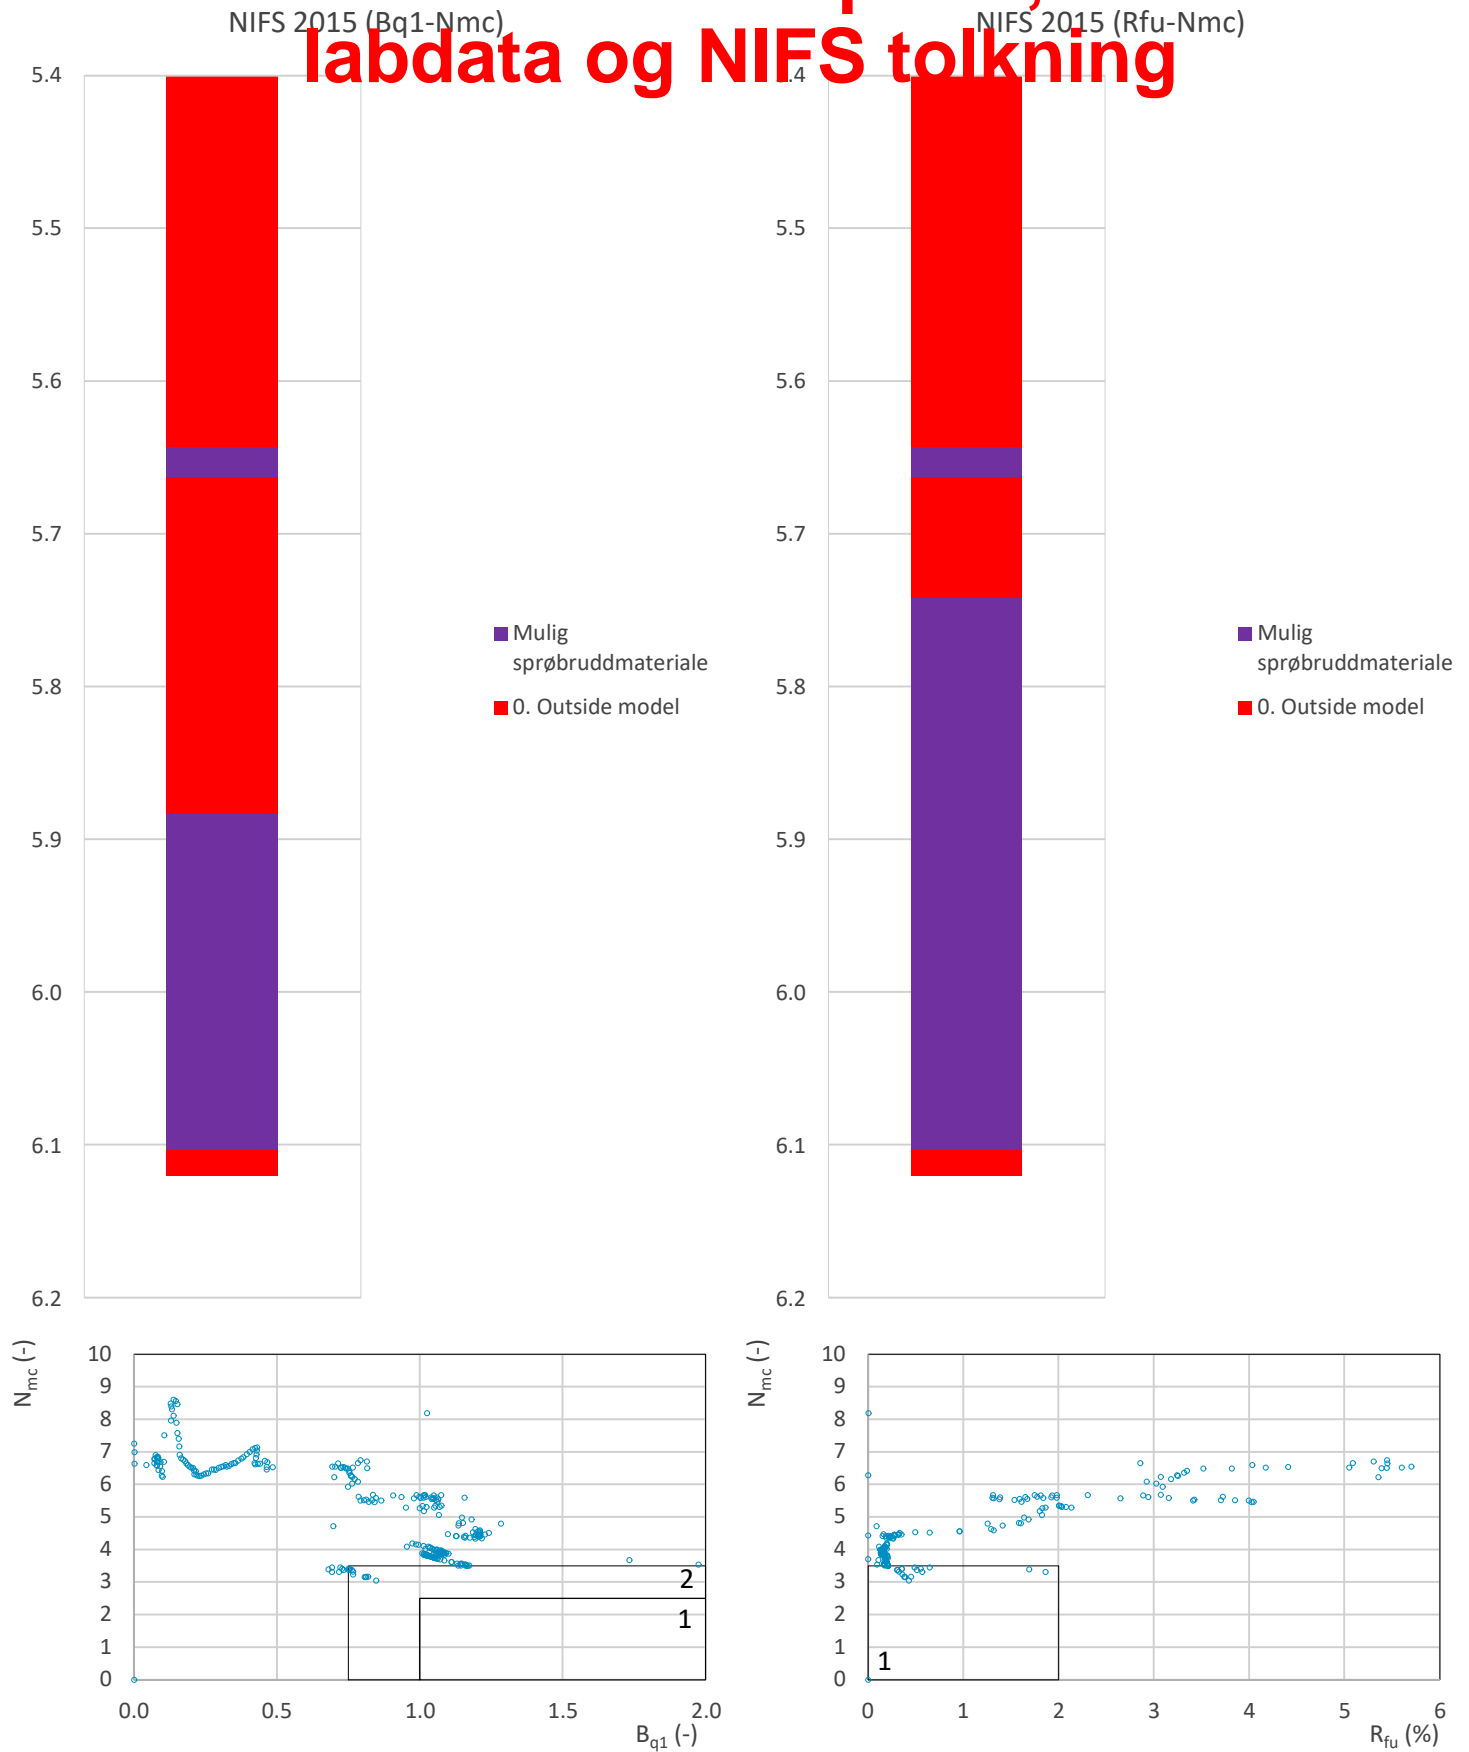 NIFS 2015 (Bq1-Nmc)
NIFS 2015 (Rfu-Nmc)
labdata og NIFS tolkning
5.4
5.5
5.6
5.7
5.8
5.9
6.0
6.1
6.2
Mulig
sprøbruddmateriale
0. Outside model
.4
5.5
5.6
5.7
5.8
5.9
6.0
6.1
6.2
Mulig
sprøbruddmateriale
0. Outside model
Nmc (-)
10
9
8
7
6
5
4
3
2
1
0
2
1
0.0 0.5 1.0 1.5 2.0
Bq1 (-)
Nmc (-)
10
9
8
7
6
5
4
3
2
1
0
1
0 1 2 3 4 5 6
Rfu (%)